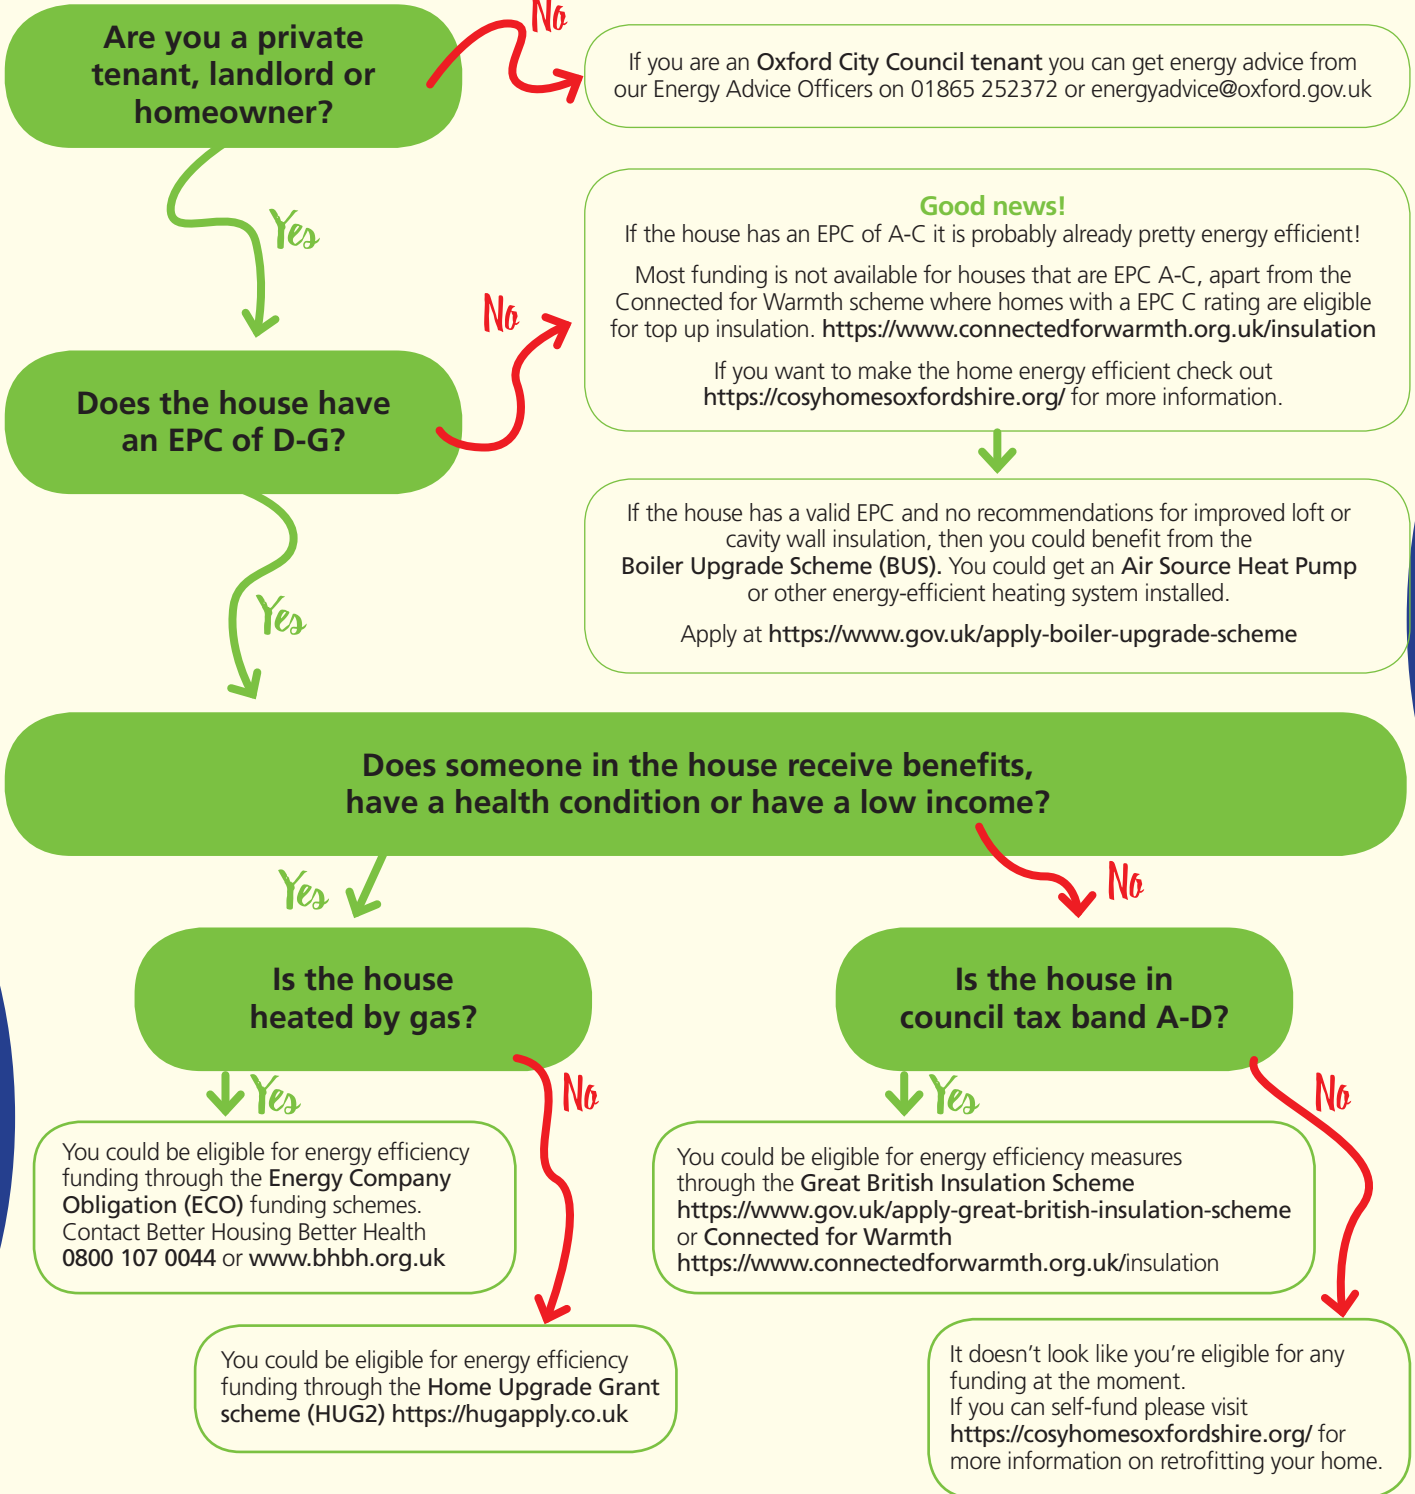 Are you a private
tenant, landlord or
homeowner?
No
If you are an Oxford City Council tenant you can get energy advice from
our Energy Advice Officers on 01865 252372 or energyadvice@oxford.gov.uk
Yes
Does the house have
an EPC of D-G?
No
Good news!
If the house has an EPC of A-C it is probably already pretty energy efficient!
Most funding is not available for houses that are EPC A-C, apart from the
Connected for Warmth scheme where homes with a EPC C rating are eligible
for top up insulation. https://www.connectedforwarmth.org.uk/insulation
If you want to make the home energy efficient check out
https://cosyhomesoxfordshire.org/ for more information.
If the house has a valid EPC and no recommendations for improved loft or
cavity wall insulation, then you could benefit from the
Boiler Upgrade Scheme (BUS). You could get an Air Source Heat Pump
or other energy-efficient heating system installed.
Apply at https://www.gov.uk/apply-boiler-upgrade-scheme
Yes
Does someone in the house receive benefits,
have a health condition or have a low income?
Yes
No
Is the house
heated by gas?
Is the house in
council tax band A-D?
Yes
No
Yes
No
You could be eligible for energy efficiency
funding through the Energy Company
Obligation (ECO) funding schemes.
Contact Better Housing Better Health
0800 107 0044 or www.bhbh.org.uk
You could be eligible for energy efficiency measures
through the Great British Insulation Scheme
https://www.gov.uk/apply-great-british-insulation-scheme
or Connected for Warmth
https://www.connectedforwarmth.org.uk/insulation
You could be eligible for energy efficiency
funding through the Home Upgrade Grant
scheme (HUG2) https://hugapply.co.uk
It doesn't look like you're eligible for any
funding at the moment.
If you can self-fund please visit
https://cosyhomesoxfordshire.org/ for
more information on retrofitting your home.